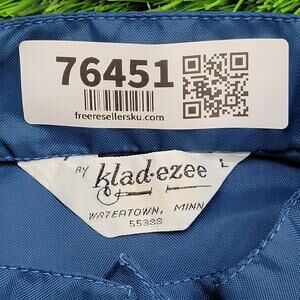 76451
freeresellersku.com
BY klad·ezee L
WATERTOWN, MINN
55388